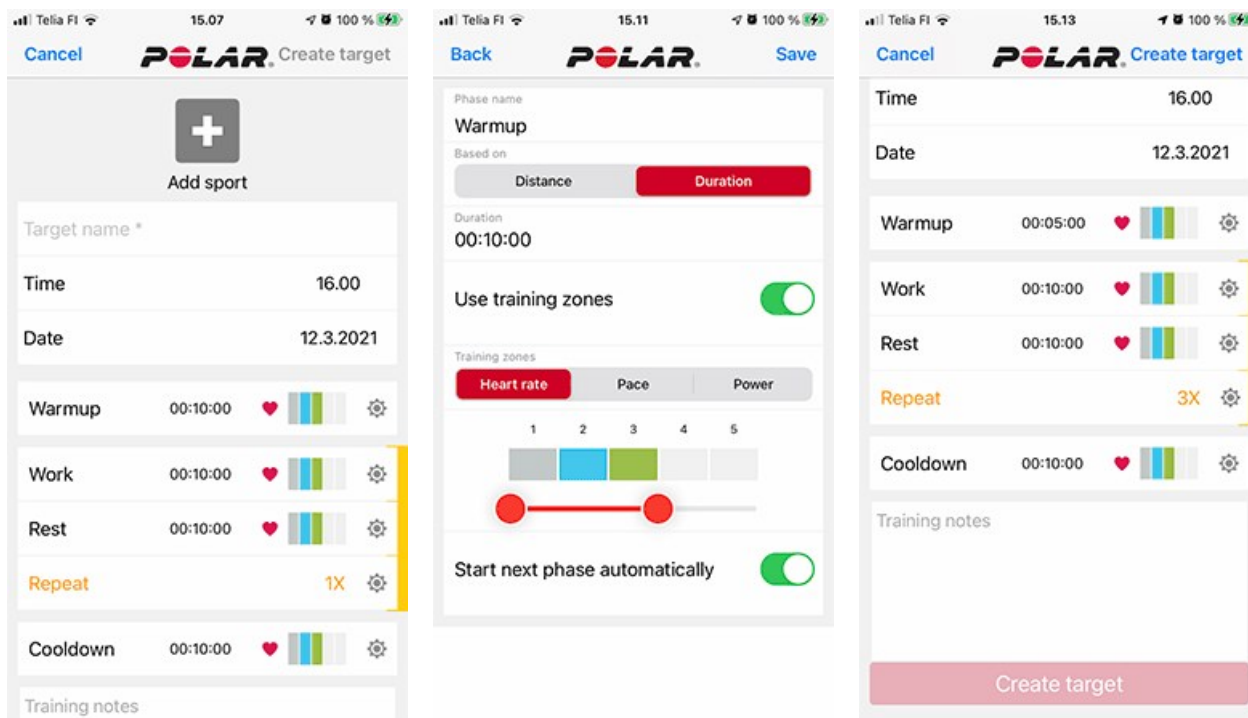 Telia FI 15.07 100 %
Cancel POLAR. Create target
Add sport
Target name *
Time 16.00
Date 12.3.2021
Warmup 00:10:00
Work 00:10:00
Rest 00:10:00
Repeat 1X
Cooldown 00:10:00
Training notes
Telia FI 15.11 100 %
Back POLAR. Save
Phase name
Warmup
Based on
Distance Duration
Duration
00:10:00
Use training zones
Training zones
Heart rate Pace Power
1 2 3 4 5
Start next phase automatically
Telia FI 15.13 100 %
Cancel POLAR. Create target
Time 16.00
Date 12.3.2021
Warmup 00:05:00
Work 00:10:00
Rest 00:10:00
Repeat 3X
Cooldown 00:10:00
Training notes
Create target